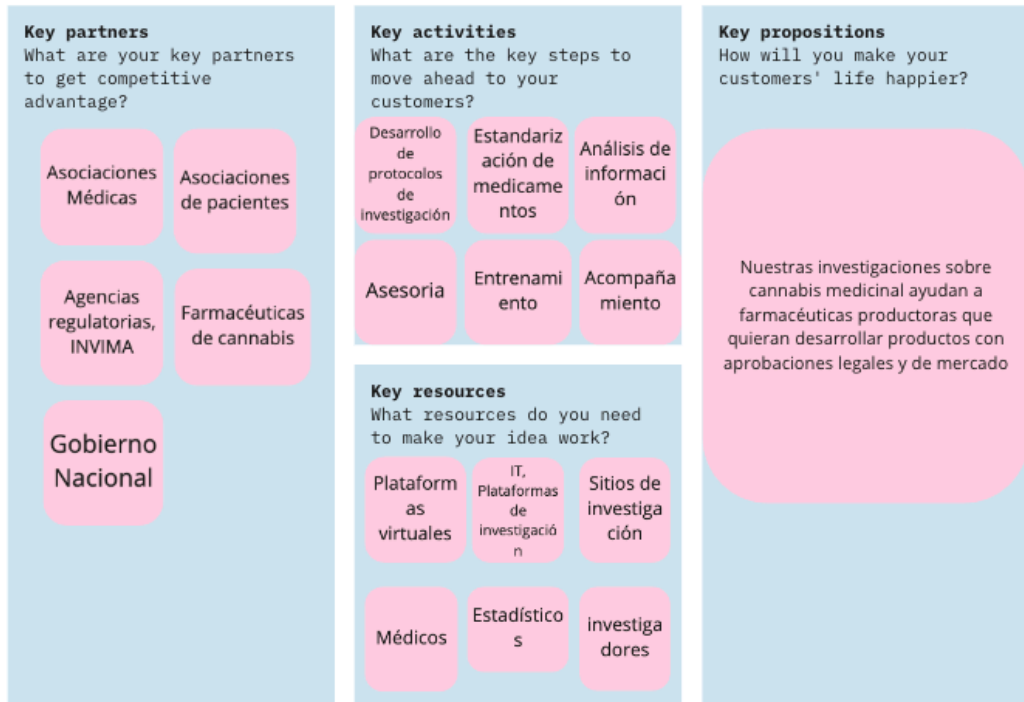 Key partners
What are your key partners
to get competitive
advantage?
Asociaciones
Médicas
Asociaciones
de pacientes
Agencias
regulatorias,
INVIMA
Farmacéuticas
de cannabis
Gobierno
Nacional
Key activities
What are the key steps to
move ahead to your
customers?
Desarrollo
de
protocolos
de
investigación
Estandariz
ación de
medicame
ntos
Análisis de
informaci
ón
Asesoria
Entrenami
ento
Acompaña
miento
Key resources
What resources do you need
to make your idea work?
Plataform
as
virtuales
IT,
Plataformas
de
investigació
n
Sitios de
investiga
ción
Médicos
Estadístico
s
investiga
dores
Key propositions
How will you make your
customers' life happier?
Nuestras investigaciones sobre
cannabis medicinal ayudan a
farmacéuticas productoras que
quieran desarrollar productos con
aprobaciones legales y de mercado